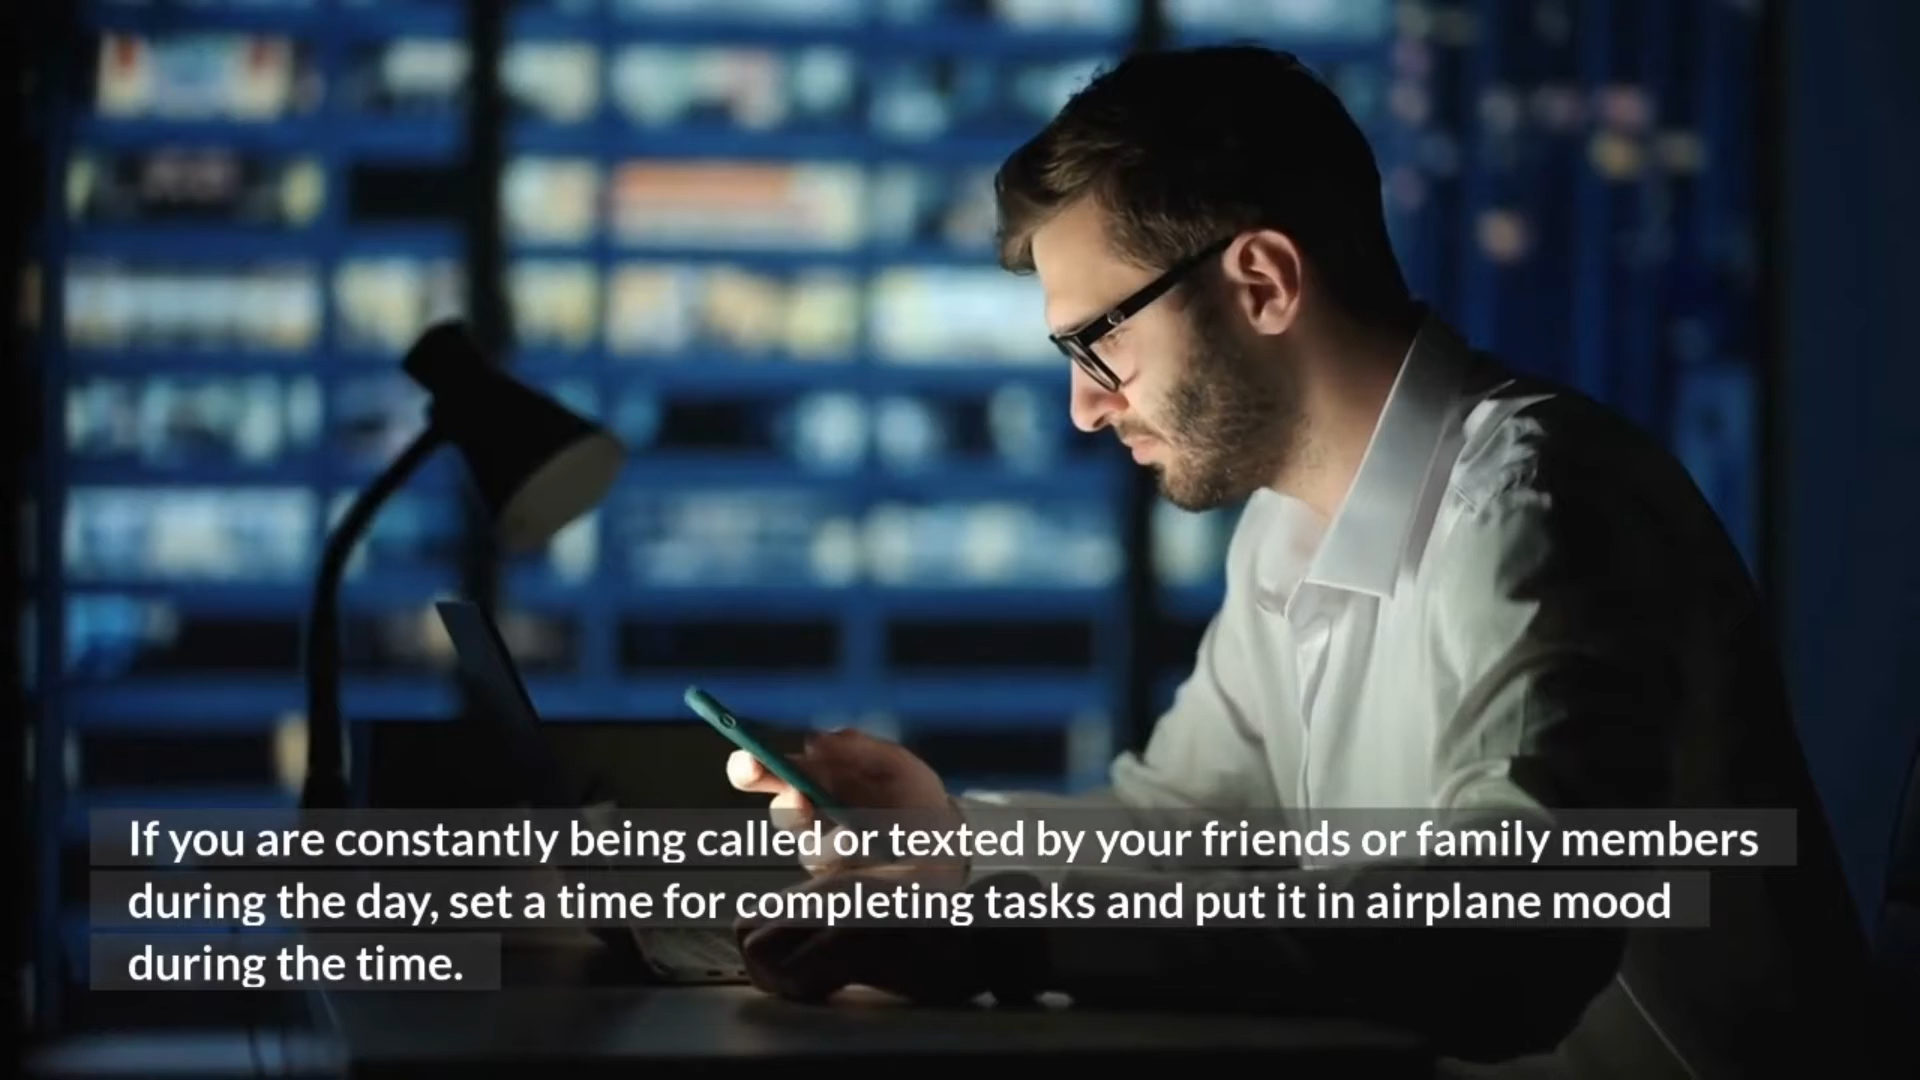 If you are constantly being called or texted by your friends or family members
during the day, set a time for completing tasks and put it in airplane mood
during the time.